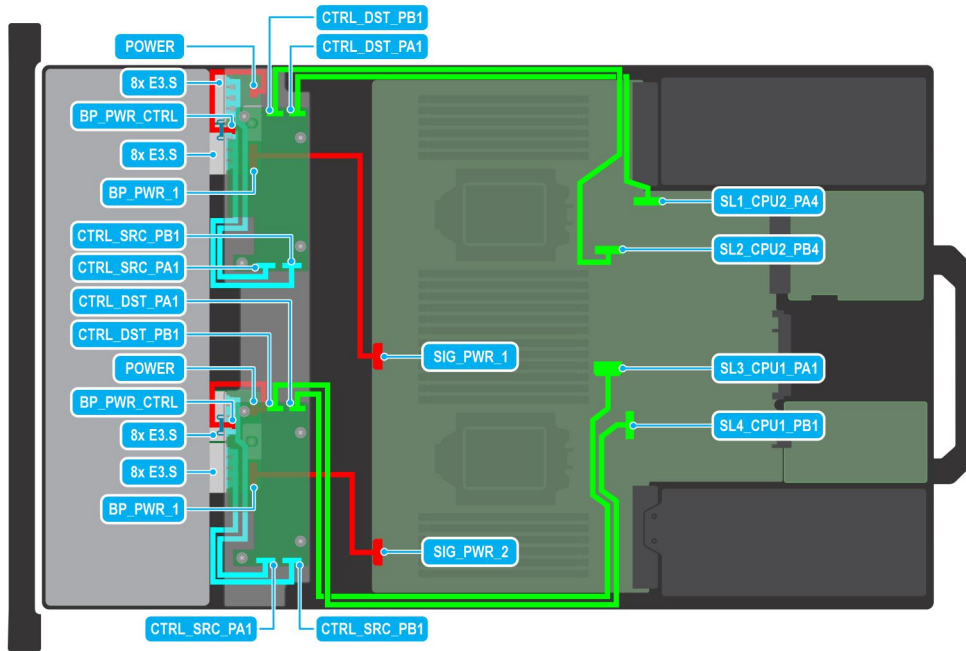 CTRL_DST_PB1
POWER
CTRL_DST_PA1
8x E3.S
BP_PWR_CTRL
8x E3.S
BP_PWR_1
SL1_CPU2_PA4
CTRL_SRC_PB1
SL2_CPU2_PB4
CTRL_SRC_PA1
CTRL_DST_PA1
CTRL_DST_PB1
SIG_PWR_1
POWER
SL3_CPU1_PA1
BP_PWR_CTRL
SL4_CPU1_PB1
8x E3.S
8x E3.S
BP_PWR_1
SIG_PWR_2
CTRL_SRC_PA1
CTRL_SRC_PB1